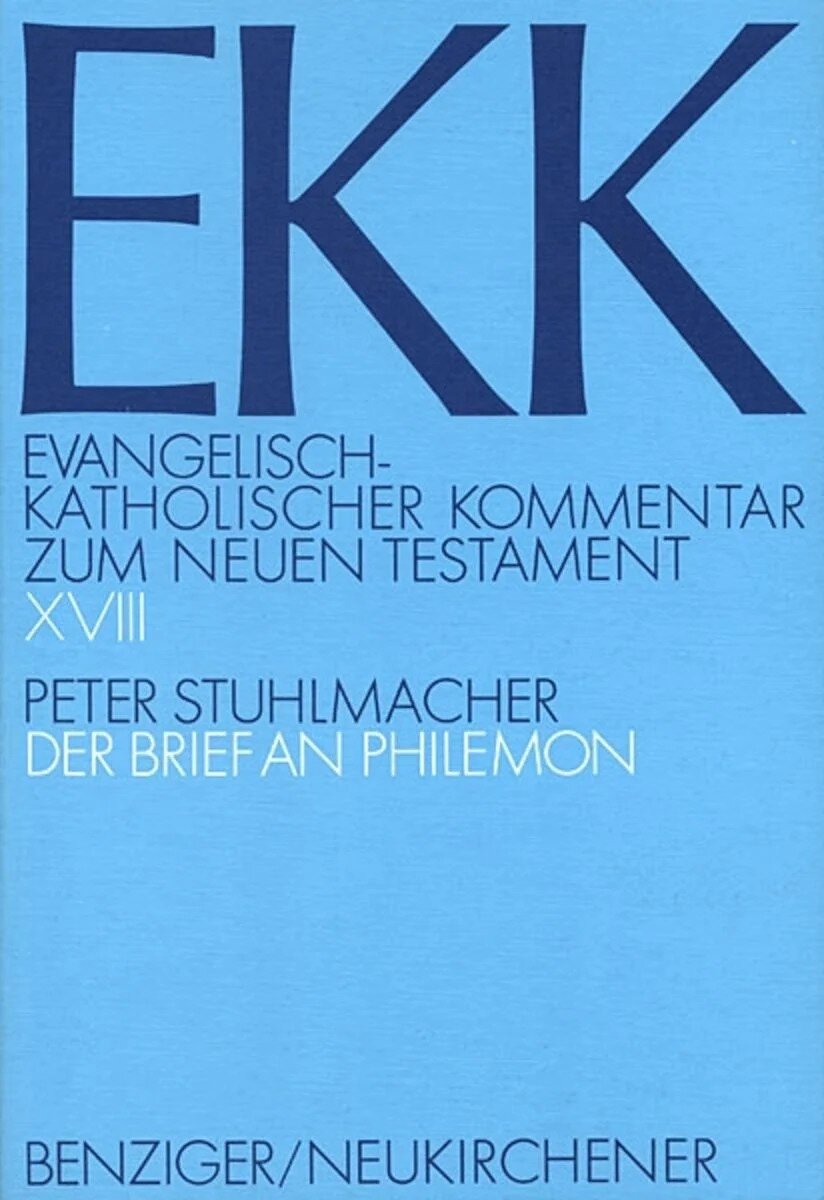 EKK
EVANGELISCH-
KATHOLISCHER KOMMENTAR
ZUM NEUEN TESTAMENT
XVIII
PETER STUHLMACHER
DER BRIEF AN PHILEMON
BENZIGER/NEUKIRCHENER